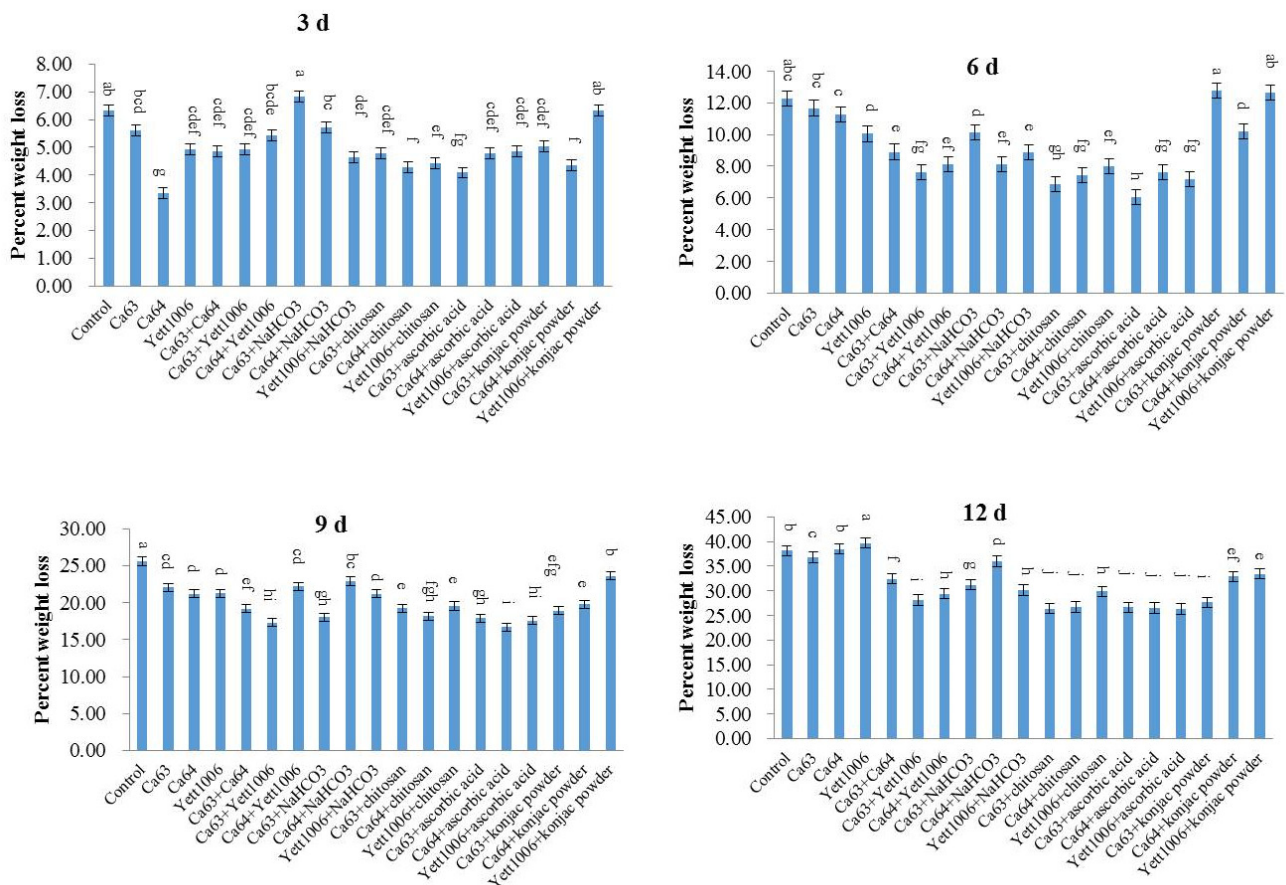 3 d
Percent weight loss
8.00
7.00
6.00
5.00
4.00
3.00
2.00
1.00
0.00
ab
bcd
g
cdef
cdef
cdef
bcde
a
bc
def
cdef
f
ef
fg
cdef
cdef
cdef
f
ab
Control
Ca63
Ca64
Yett1006
Ca63+Ca64
Ca63+Yett1006
Ca64+Yett1006
Ca63+NaHCO3
Ca64+NaHCO3
Yett1006+NaHCO3
Ca63+chitosan
Ca64+chitosan
Yett1006+chitosan
Ca63+ascorbic acid
Ca64+ascorbic acid
Yett1006+ascorbic acid
Ca63+konjac powder
Ca64+konjac powder
Yett1006+konjac powder
6 d
Percent weight loss
14.00
12.00
10.00
8.00
6.00
4.00
2.00
0.00
abc
bc
c
d
e
fg
ef
d
ef
e
gh
fg
ef
h
fg
fg
a
d
ab
Control
Ca63
Ca64
Yett1006
Ca63+Ca64
Ca63+Yett1006
Ca64+Yett1006
Ca63+NaHCO3
Ca64+NaHCO3
Yett1006+NaHCO3
Ca63+chitosan
Ca64+chitosan
Yett1006+chitosan
Ca63+ascorbic acid
Ca64+ascorbic acid
Yett1006+ascorbic acid
Ca63+konjac powder
Ca64+konjac powder
Yett1006+konjac powder
9 d
Percent weight loss
30.00
25.00
20.00
15.00
10.00
5.00
0.00
a
cd
d
d
ef
hi
cd
gh
bc
d
e
fgh
e
gh
i
hi
efg
e
b
Control
Ca63
Ca64
Yett1006
Ca63+Ca64
Ca63+Yett1006
Ca64+Yett1006
Ca63+NaHCO3
Ca64+NaHCO3
Yett1006+NaHCO3
Ca63+chitosan
Ca64+chitosan
Yett1006+chitosan
Ca63+ascorbic acid
Ca64+ascorbic acid
Yett1006+ascorbic acid
Ca63+konjac powder
Ca64+konjac powder
Yett1006+konjac powder
12 d
Percent weight loss
45.00
40.00
35.00
30.00
25.00
20.00
15.00
10.00
5.00
0.00
b
c
b
a
f
i
h
g
d
h
j
j
h
j
j
j
i
ef
e
Control
Ca63
Ca64
Yett1006
Ca63+Ca64
Ca63+Yett1006
Ca64+Yett1006
Ca63+NaHCO3
Ca64+NaHCO3
Yett1006+NaHCO3
Ca63+chitosan
Ca64+chitosan
Yett1006+chitosan
Ca63+ascorbic acid
Ca64+ascorbic acid
Yett1006+ascorbic acid
Ca63+konjac powder
Ca64+konjac powder
Yett1006+konjac powder